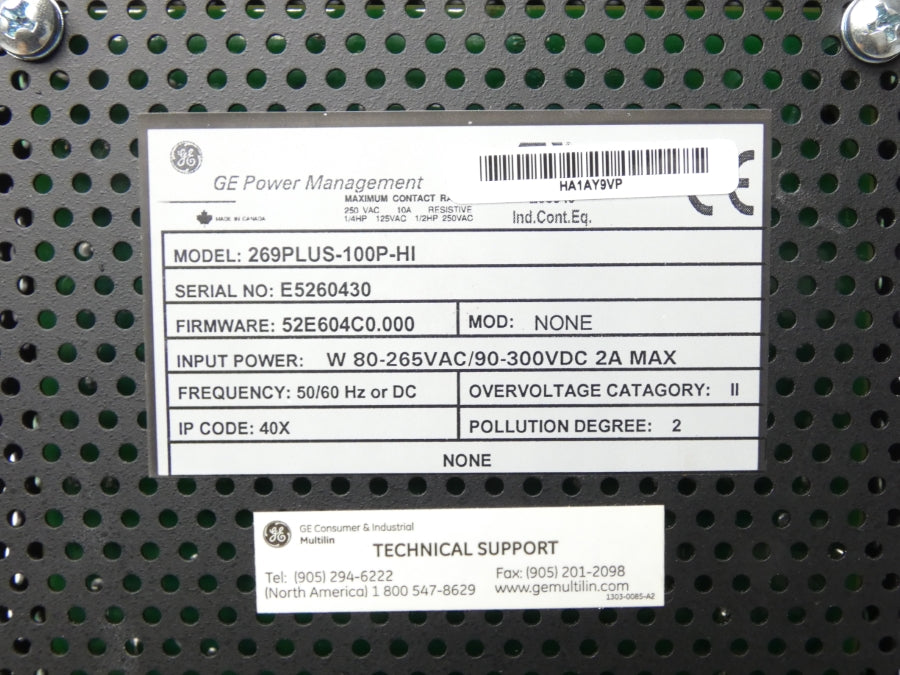 GE
GE Power Management
HA1AY9VP
MADE IN CANADA
MAXIMUM CONTACT
250 VAC 10A RESISTIVE
1/4HP 125VAC 1/2HP 250VAC
Ind.Cont.Eq.
CE
MODEL: 269PLUS-100P-HI
SERIAL NO: E5260430
FIRMWARE: 52E604C0.000
MOD: NONE
INPUT POWER: W 80-265VAC/90-300VDC 2A MAX
FREQUENCY: 50/60 Hz or DC
OVERVOLTAGE CATAGORY: II
IP CODE: 40X
POLLUTION DEGREE: 2
NONE
GE
GE Consumer & Industrial
Multilin
TECHNICAL SUPPORT
Tel: (905) 294-6222
Fax: (905) 201-2098
(North America) 1 800 547-8629
www.gemultilin.com
1303-0085-A2